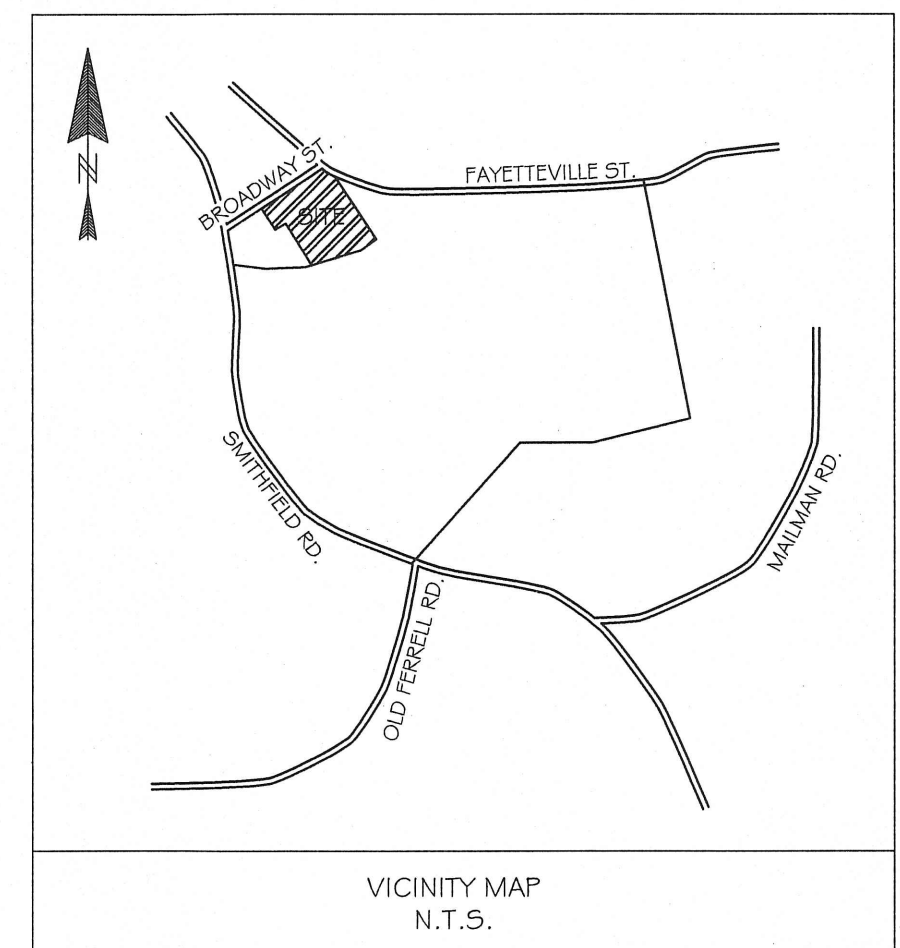 N
BROADWAY ST.
FAYETTEVILLE ST.
SITE
SMITHFIELD RD.
MAILMAN RD.
OLD FERRELL RD.
VICINITY MAP
N.T.S.